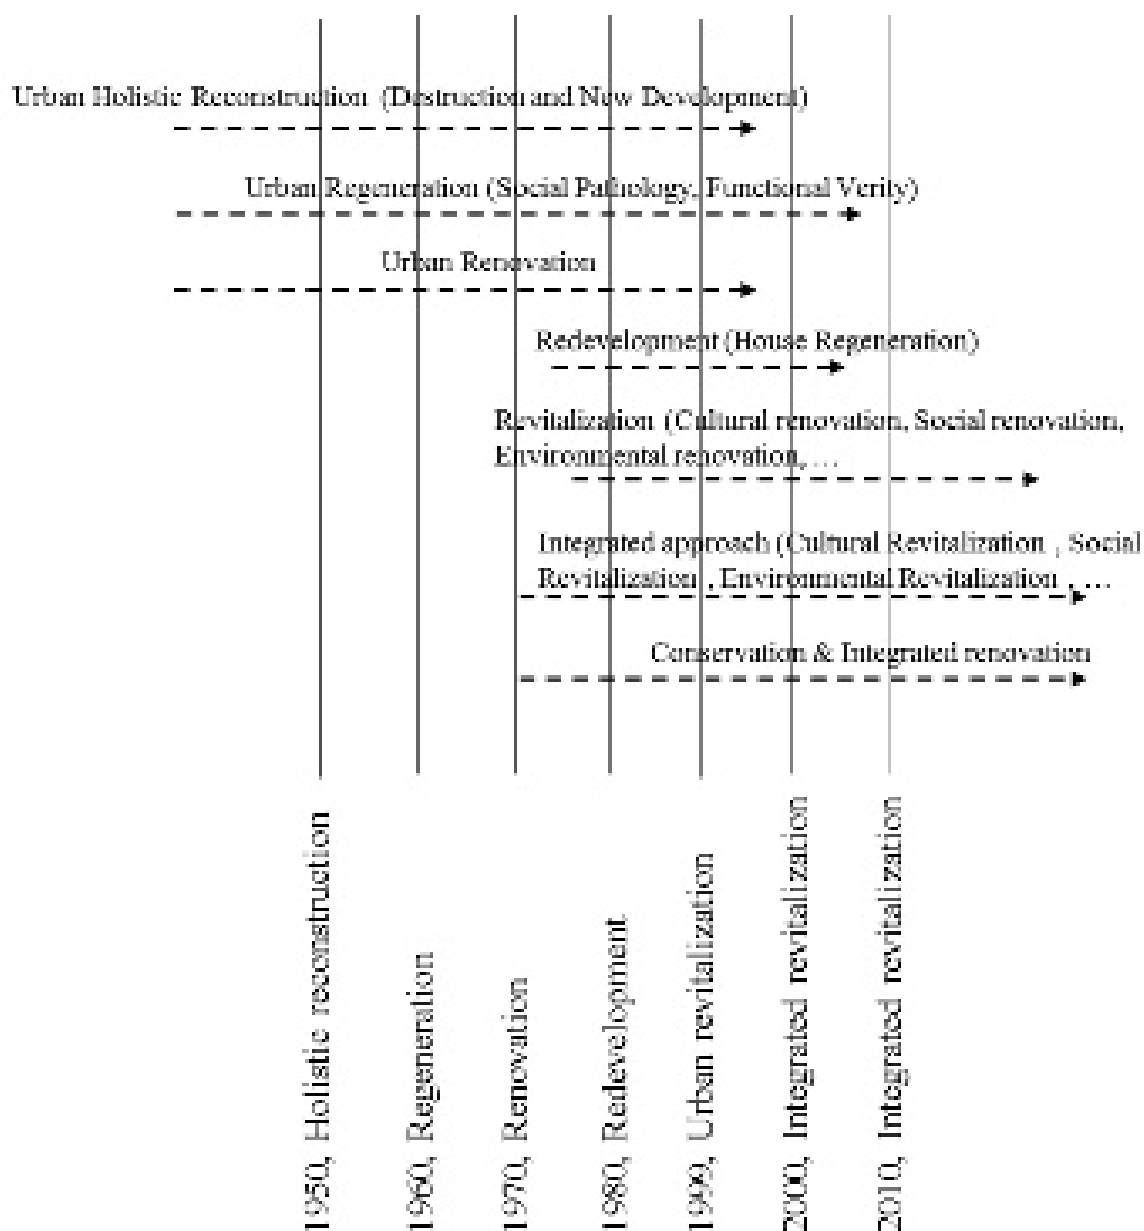 Urban Holistic Reconstruction (Destruction and New Development)
Urban Regeneration (Social Pathology, Functional Verity)
Urban Renovation
Redevelopment (House Regeneration)
Revitalization (Cultural renovation, Social renovation,
Environmental renovation, ...
Integrated approach (Cultural Revitalization , Social
Revitalization , Environmental Revitalization , ...
Conservation & Integrated renovation
1950, Holistic reconstruction
1960, Regeneration
1970, Renovation
1980, Redevelopment
1990, Urban revitalization
2000, Integrated revitalization
2010, Integrated revitalization